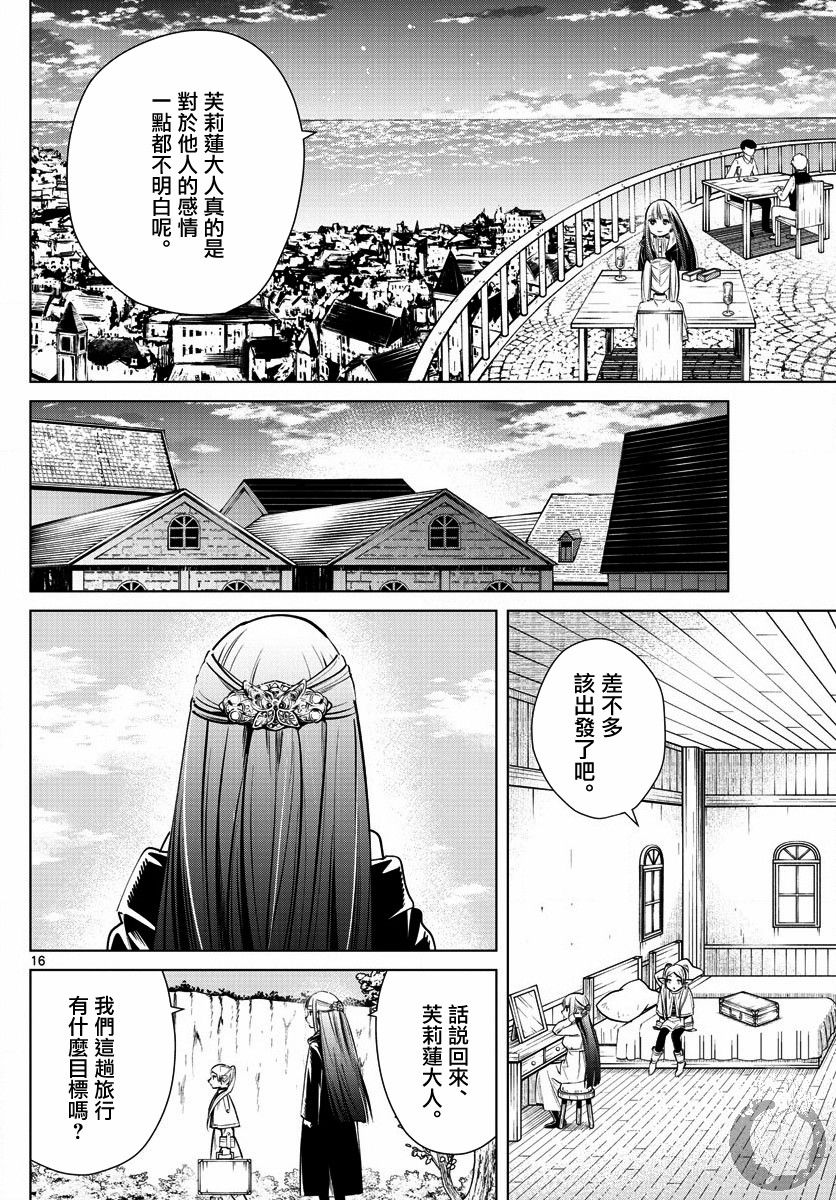 芙莉蓮大人真的是
對於他人的感情
一點都不明白呢。
差不多
該出發了吧。
話說回來、
芙莉蓮大人。
我們這趟旅行
有什麼目標嗎？
16